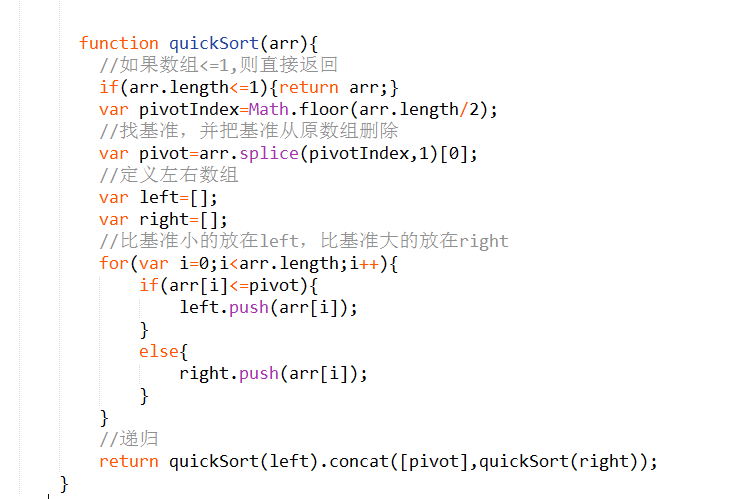 function quickSort(arr){
//如果数组<=1,则直接返回
if(arr.length<=1){return arr;}
var pivotIndex=Math.floor(arr.length/2);
//找基准，并把基准从原数组删除
var pivot=arr.splice(pivotIndex,1)[0];
//定义左右数组
var left=[];
var right=[];
//比基准小的放在left，比基准大的放在right
for(var i=0;i<arr.length;i++){
if(arr[i]<=pivot){
left.push(arr[i]);
}
else{
right.push(arr[i]);
}
}
//递归
return quickSort(left).concat([pivot],quickSort(right));
}